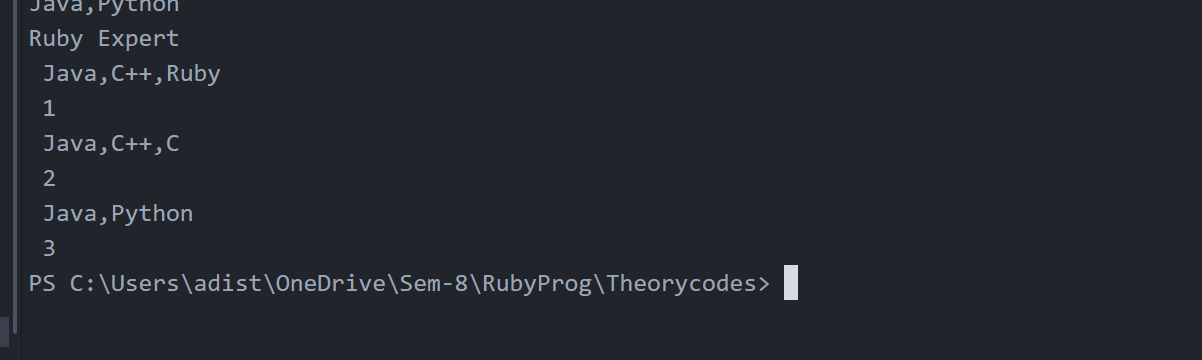 Java,Python
Ruby Expert
Java,C++,Ruby
1
Java,C++,C
2
Java,Python
3
PS C:\Users\adist\OneDrive\Sem-8\RubyProg\Theorycodes>